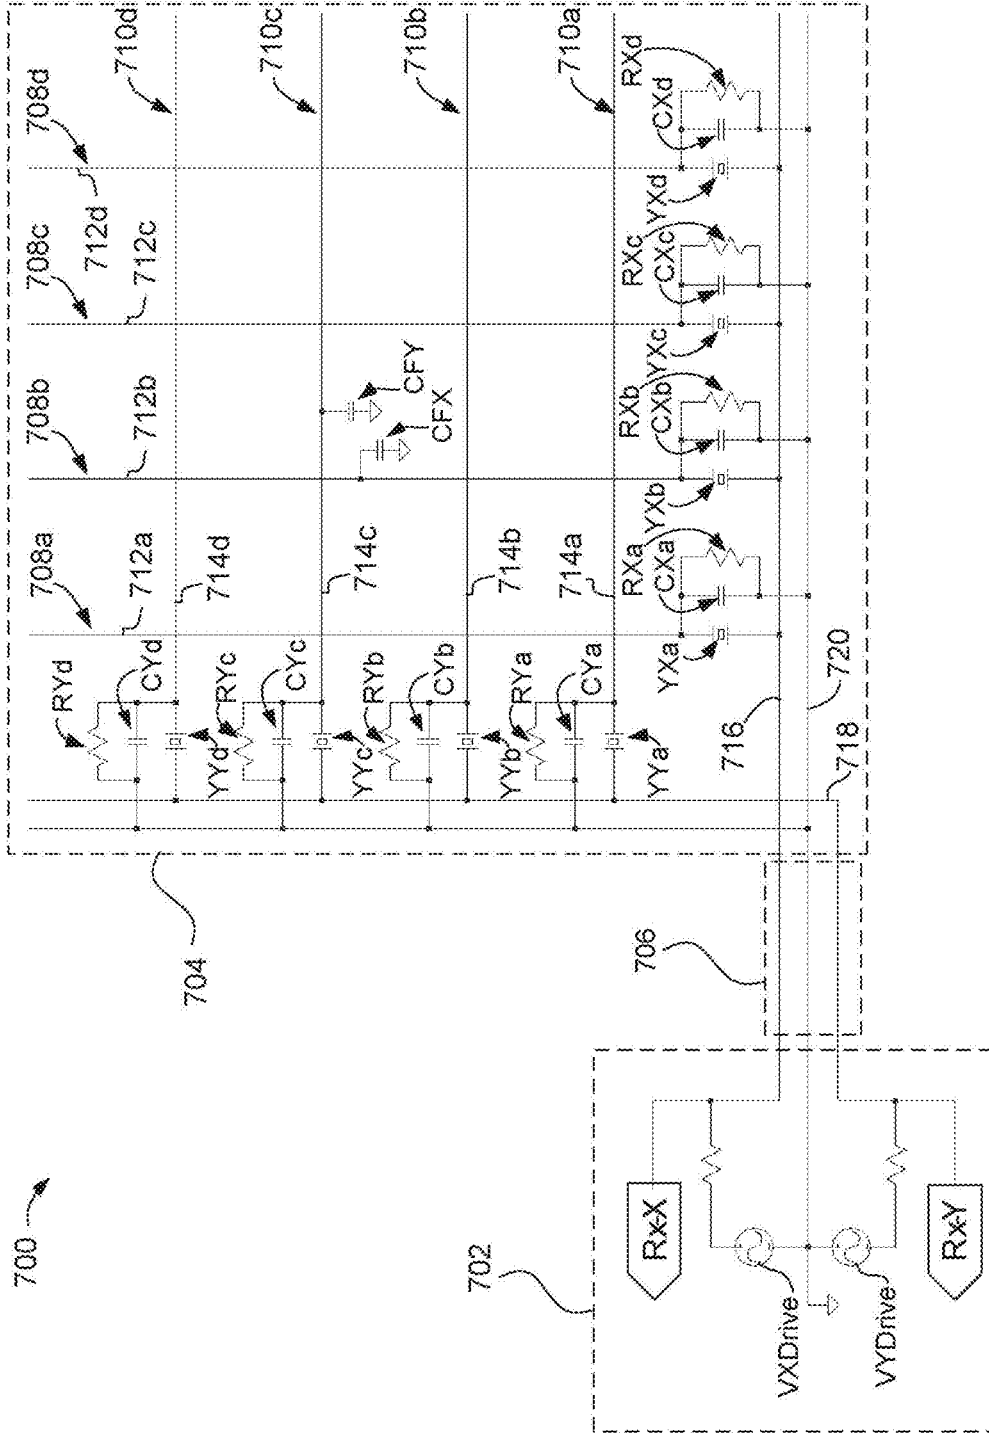 700
702
Rx-X
Rx-Y
VXDrive
VYDrive
706
704
716
720
718
708a
708b
708c
708d
712a
712b
712c
712d
710d
710c
710b
710a
714d
714c
714b
714a
RYd
CYd
YYd
RYc
CYc
YYc
RYb
CYb
YYb
RYa
CYa
YYa
CFY
CFX
RXa
CXa
YXa
RXb
CXb
YXb
RXc
CXc
YXc
RXd
CXd
YXd